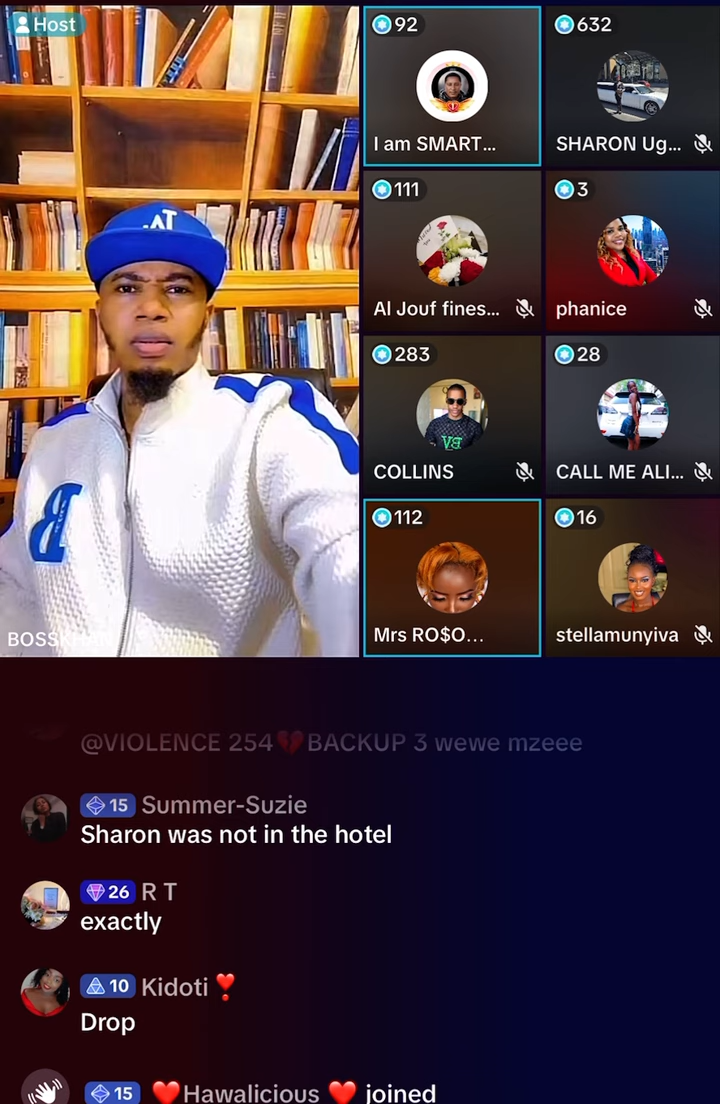 Host
92
I am SMART...
632
SHARON Ug...
111
Al Jouf fines...
3
phanice
283
COLLINS
28
CALL ME ALI...
112
Mrs RO$O...
16
stellamunyiva
@VIOLENCE 254💔BACKUP 3 wewe mzeee
15 Summer-Suzie
Sharon was not in the hotel
26 R T
exactly
10 Kidoti ❣️
Drop
15 ❤️Hawalicious ❤️ joined